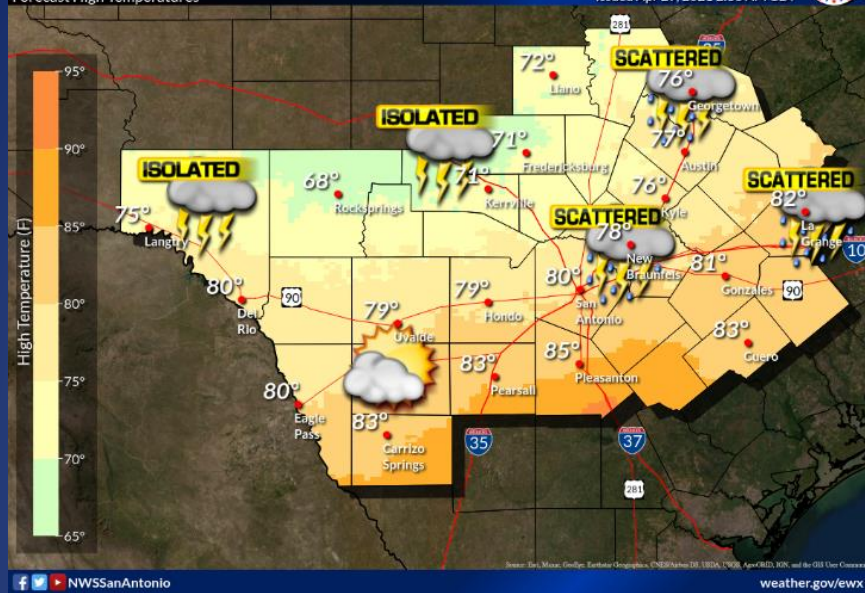 Forecast High Temperatures
281
72°
Llano
SCATTERED
76°
Georgetown
ISOLATED
71°
Fredericksburg
77°
Austin
ISOLATED
68°
Rocksprings
71°
Kerrville
76°
Kyle
SCATTERED
82°
La
Grange
75°
Langtry
SCATTERED
78°
New
Braunfels
10
80°
Del
Rio
90
79°
Uvalde
79°
Hondo
80°
San
Antonio
81°
Gonzales
90
83°
Cuero
83°
Pearsall
85°
Pleasanton
80°
Eagle
Pass
83°
Carrizo
Springs
35
37
281
High Temperature (F)
95°
90°
85°
80°
75°
70°
65°
NWSSanAntonio
weather.gov/ewx